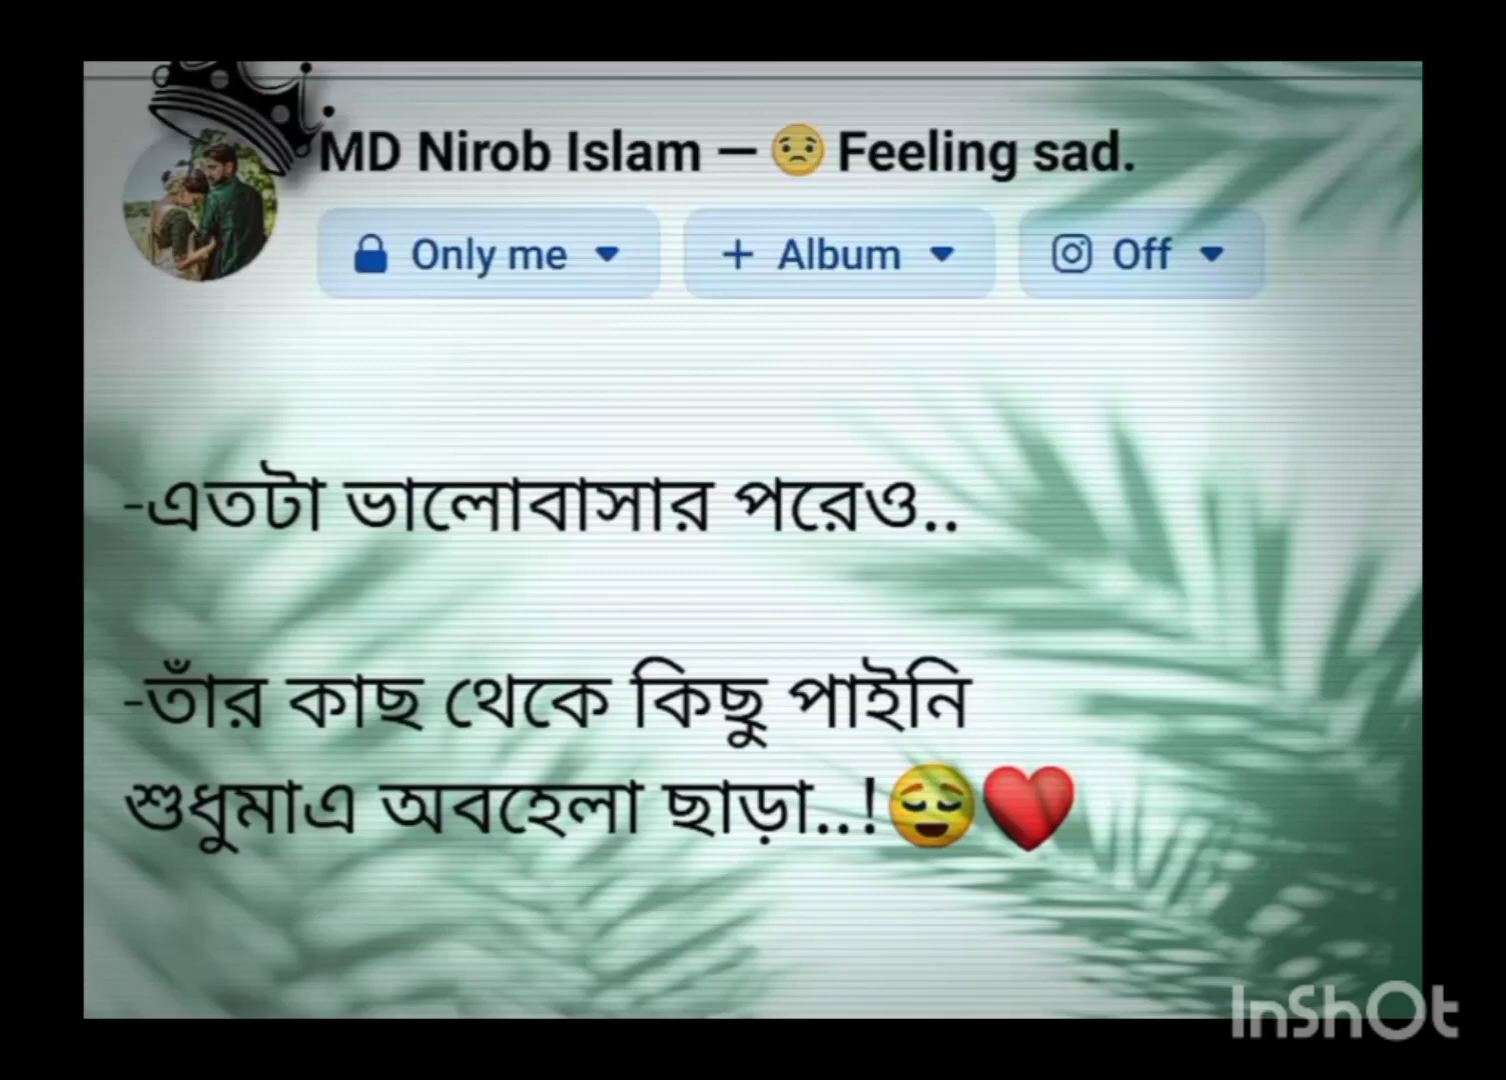 MD Nirob Islam — 😟 Feeling sad.
Only me + Album Off
-এতটা ভালোবাসার পরেও..
-তাঁর কাছ থেকে কিছু পাইনি
শুধুমাএ অবহেলা ছাড়া..!😌❤️
InShOt